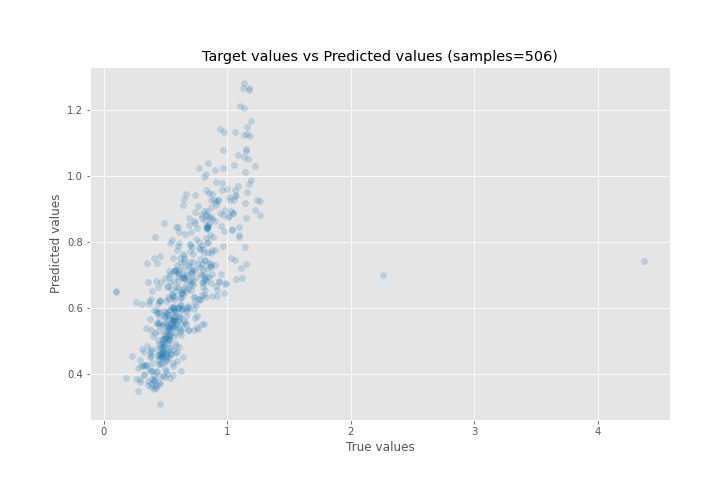 Target values vs Predicted values (samples=506)
Predicted values
1.2
1.0
0.8
0.6
0.4
0 1 2 3 4
True values